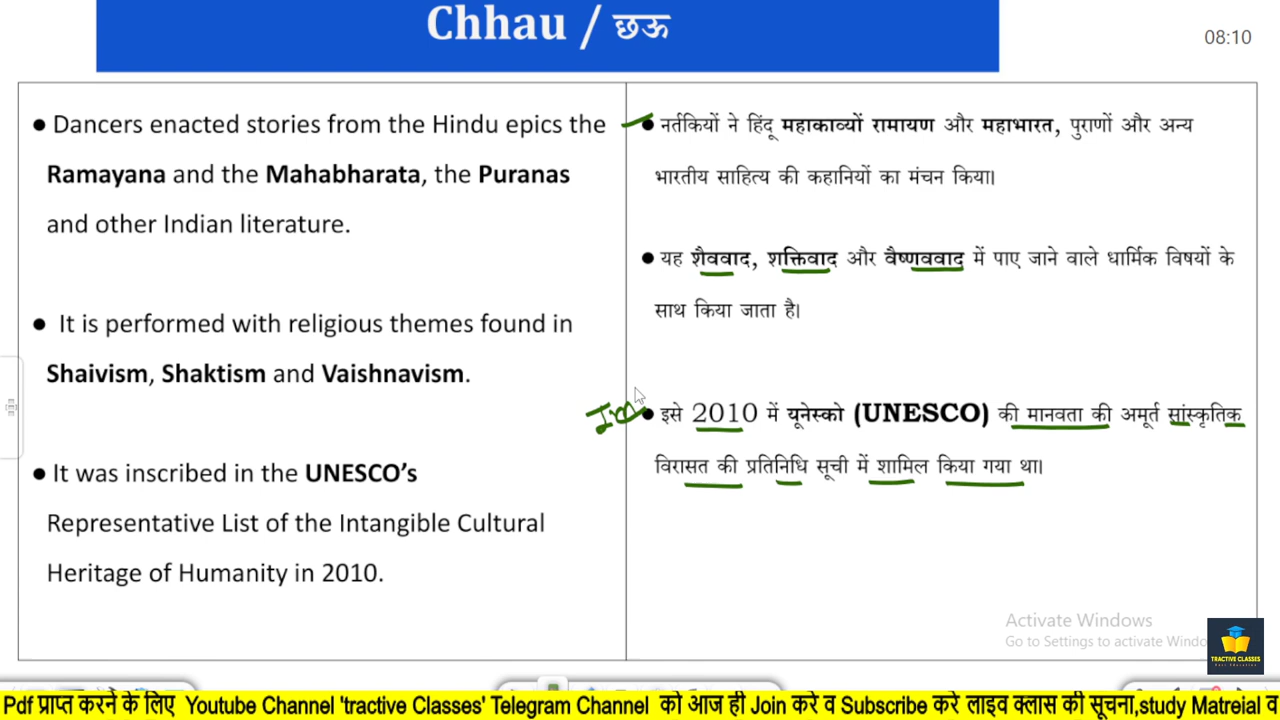 Chhau / छऊ
08:10
● Dancers enacted stories from the Hindu epics the
Ramayana and the Mahabharata, the Puranas
and other Indian literature.
● It is performed with religious themes found in
Shaivism, Shaktism and Vaishnavism.
● It was inscribed in the UNESCO's
Representative List of the Intangible Cultural
Heritage of Humanity in 2010.
● नर्तकियों ने हिंदू महाकाव्यों रामायण और महाभारत, पुराणों और अन्य
भारतीय साहित्य की कहानियों का मंचन किया।
● यह शैववाद, शक्तिवाद और वैष्णववाद में पाए जाने वाले धार्मिक विषयों के
साथ किया जाता है।
● इसे 2010 में यूनेस्को (UNESCO) की मानवता की अमूर्त सांस्कृतिक
विरासत की प्रतिनिधि सूची में शामिल किया गया था।
Activate Windows
Go to Settings to activate Windo
TRACTIVE CLASSES
Pdf प्राप्त करने के लिए Youtube Channel 'tractive Classes' Telegram Channel को आज ही Join करे व Subscribe करे लाइव क्लास की सूचना,study Matreial व